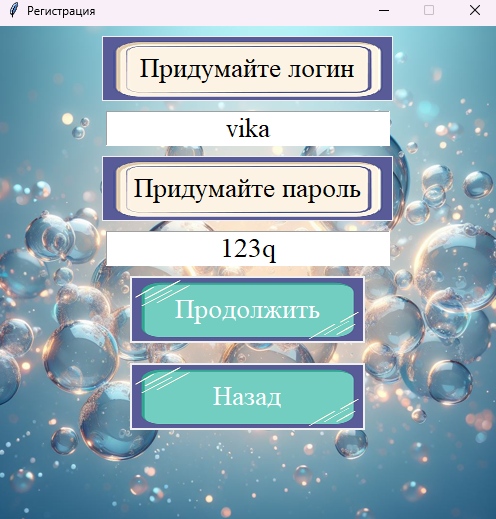 Регистрация
Придумайте логин
vika
Придумайте пароль
123q
Продолжить
Назад